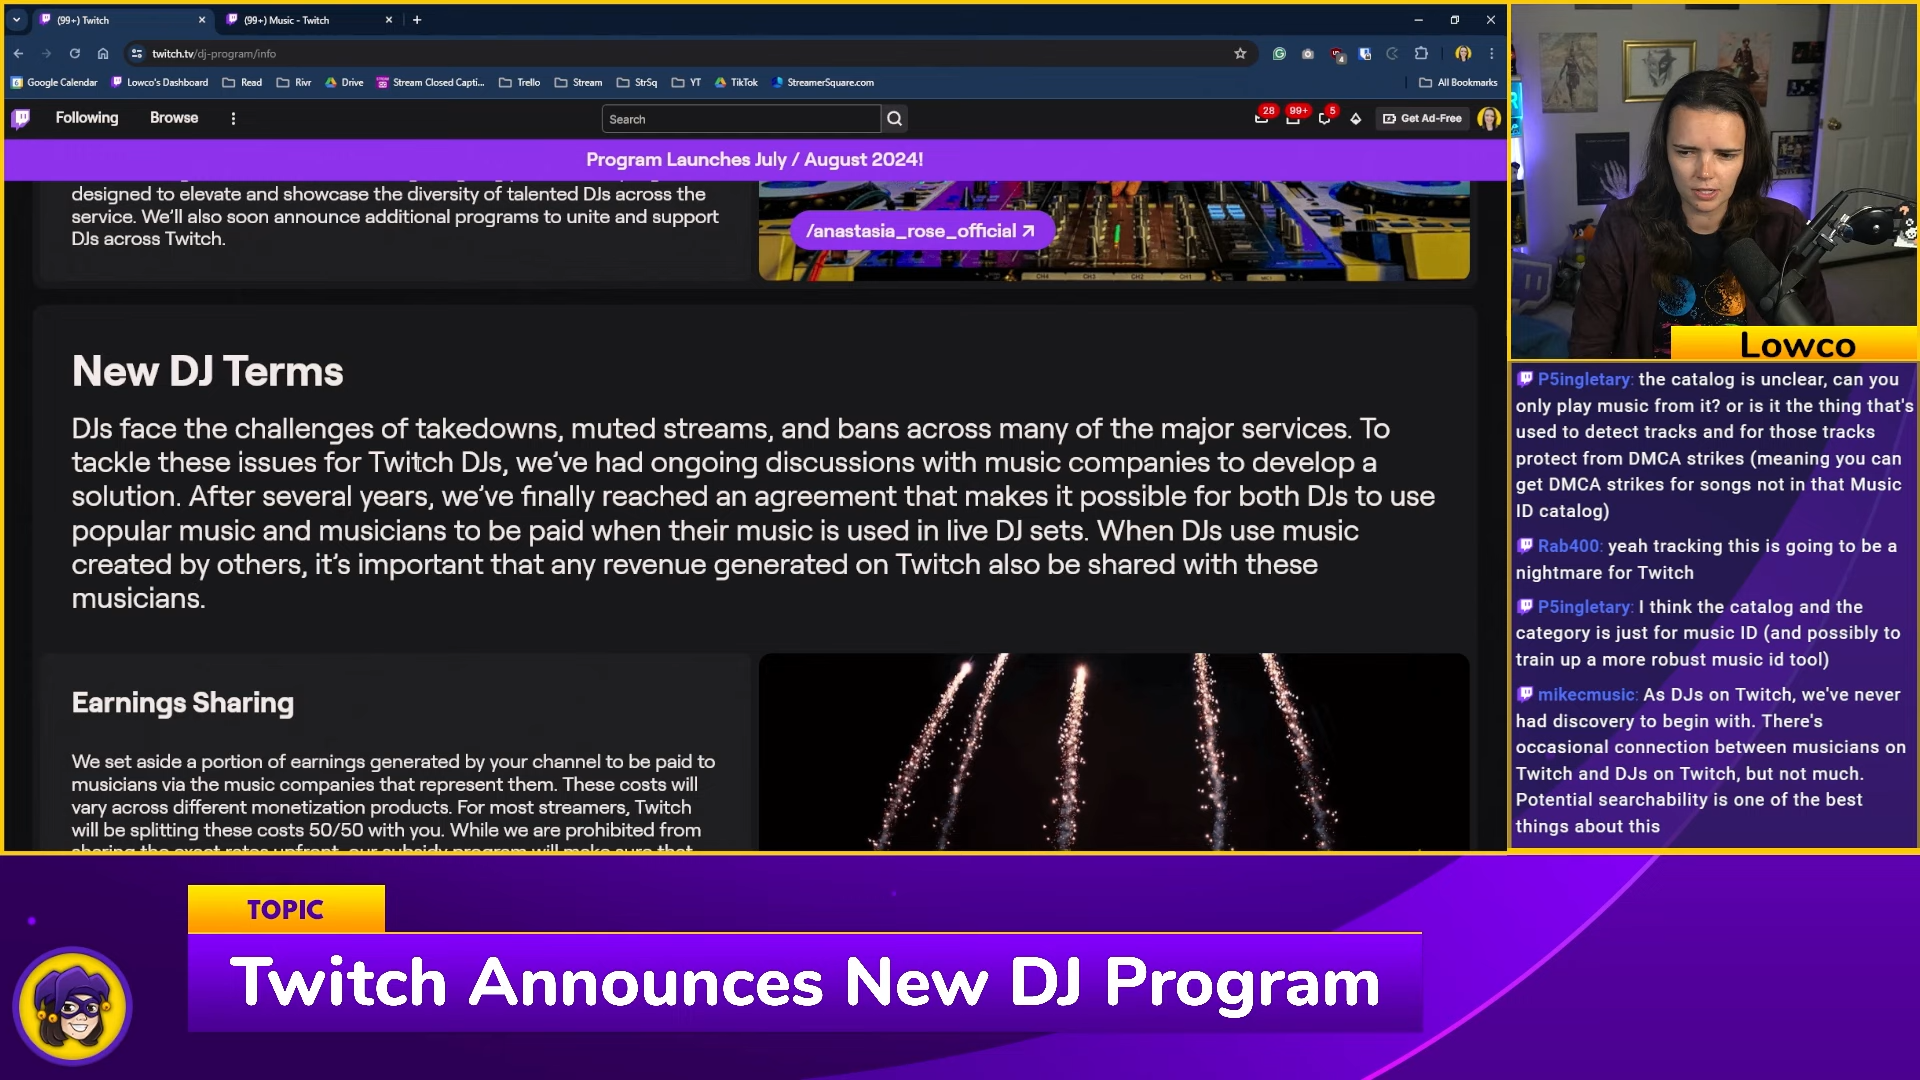 (99+) Twitch
(99+) Music - Twitch
twitch.tv/dj-program/info
4
Google Calendar
Lowco's Dashboard
Read
Rivr
Drive
Stream Closed Capti...
Trello
Stream
StrSq
YT
TikTok
StreamerSquare.com
All Bookmarks
Following
Browse
Search
28
99+
5
Get Ad-Free
Program Launches July / August 2024!
designed to elevate and showcase the diversity of talented DJs across the
service. We'll also soon announce additional programs to unite and support
DJs across Twitch.
/anastasia_rose_official
CH4
CH1
CH2
New DJ Terms
DJs face the challenges of takedowns, muted streams, and bans across many of the major services. To
tackle these issues for Twitch DJs, we've had ongoing discussions with music companies to develop a
solution. After several years, we've finally reached an agreement that makes it possible for both DJs to use
popular music and musicians to be paid when their music is used in live DJ sets. When DJs use music
created by others, it's important that any revenue generated on Twitch also be shared with these
musicians.
Earnings Sharing
We set aside a portion of earnings generated by your channel to be paid to
musicians via the music companies that represent them. These costs will
vary across different monetization products. For most streamers, Twitch
will be splitting these costs 50/50 with you. While we are prohibited from
sharing the exact rates upfront, our subsidy program will make sure that
Lowco
P5ingletary: the catalog is unclear, can you
only play music from it? or is it the thing that's
used to detect tracks and for those tracks
protect from DMCA strikes (meaning you can
get DMCA strikes for songs not in that Music
ID catalog)
Rab400: yeah tracking this is going to be a
nightmare for Twitch
P5ingletary: I think the catalog and the
category is just for music ID (and possibly to
train up a more robust music id tool)
mikecmusic: As DJs on Twitch, we've never
had discovery to begin with. There's
occasional connection between musicians on
Twitch and DJs on Twitch, but not much.
Potential searchability is one of the best
things about this
TOPIC
Twitch Announces New DJ Program